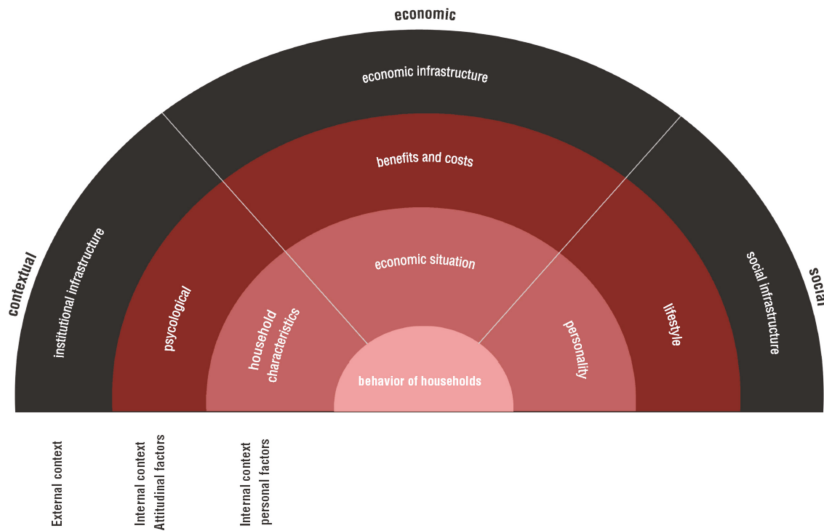 economic
economic infrastructure
benefits and costs
economic situation
contextual
institutional infrastructure
psycological
household
characteristics
behavior of households
personality
lifestyle
social infrastructure
social
External context
Internal context
Attitudinal factors
Internal context
personal factors